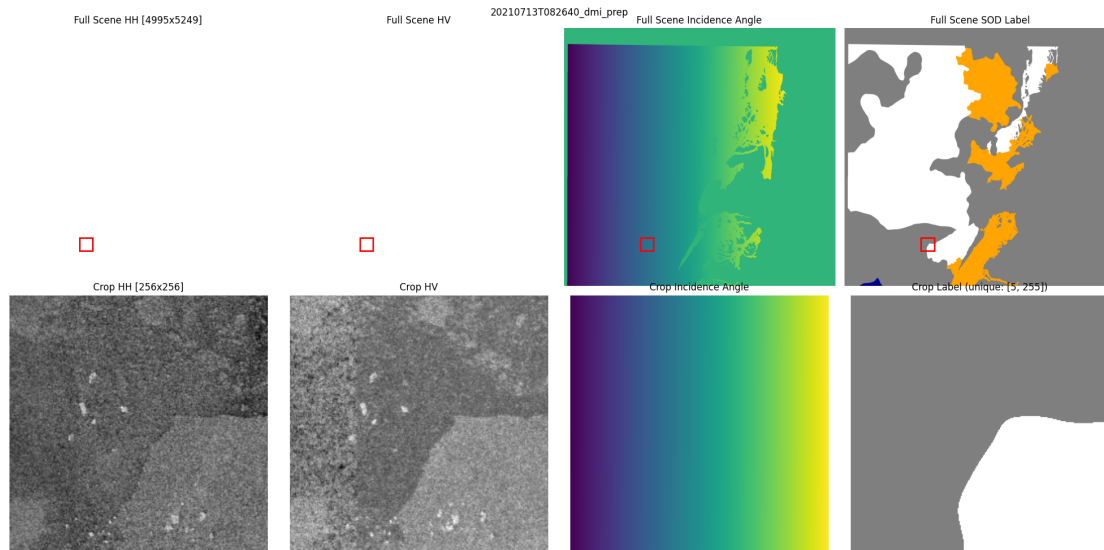 20210713T082640_dmi_prep
Full Scene HH [4995x5249]
Full Scene HV
Full Scene Incidence Angle
Full Scene SOD Label
Crop HH [256x256]
Crop HV
Crop Incidence Angle
Crop Label (unique: [5, 255])